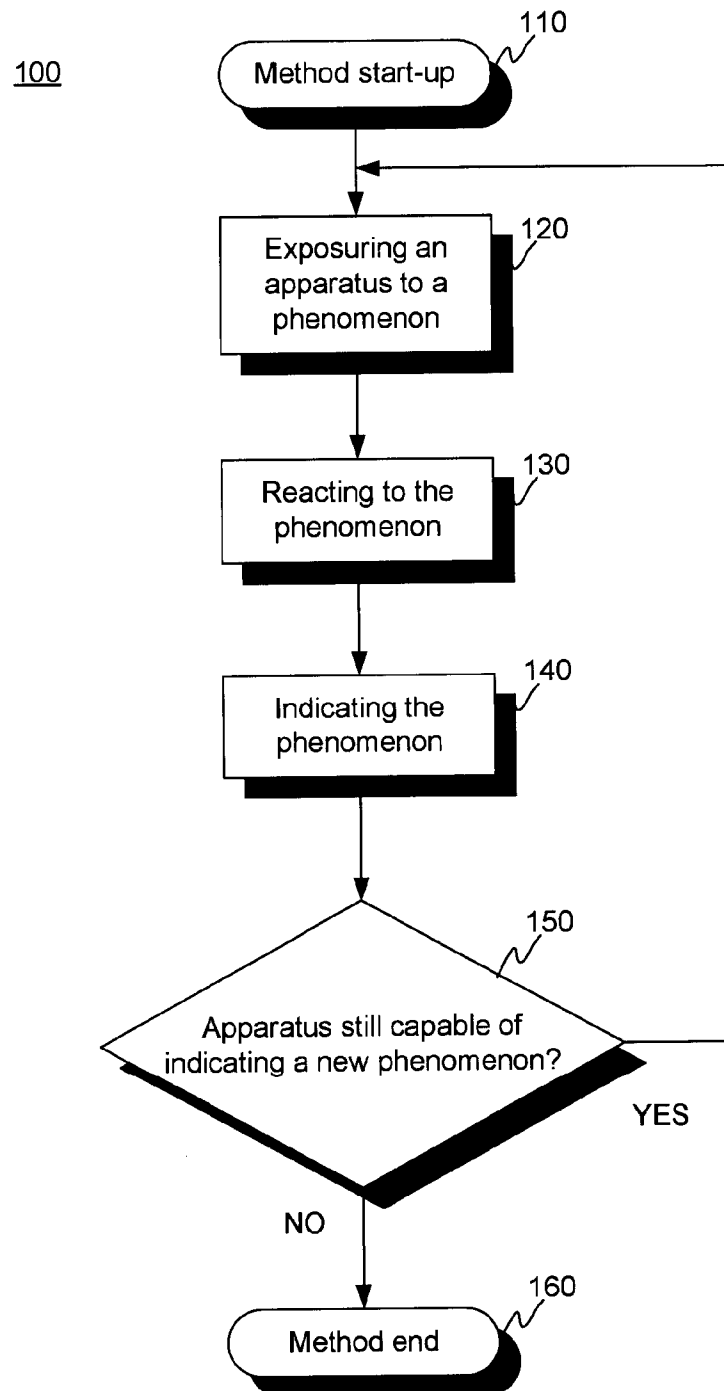 110
100
Method start-up
120
Exposuring an
apparatus to a
phenomenon
130
Reacting to the
phenomenon
140
Indicating the
phenomenon
150
Apparatus still capable of
indicating a new phenomenon?
YES
NO
160
Method end